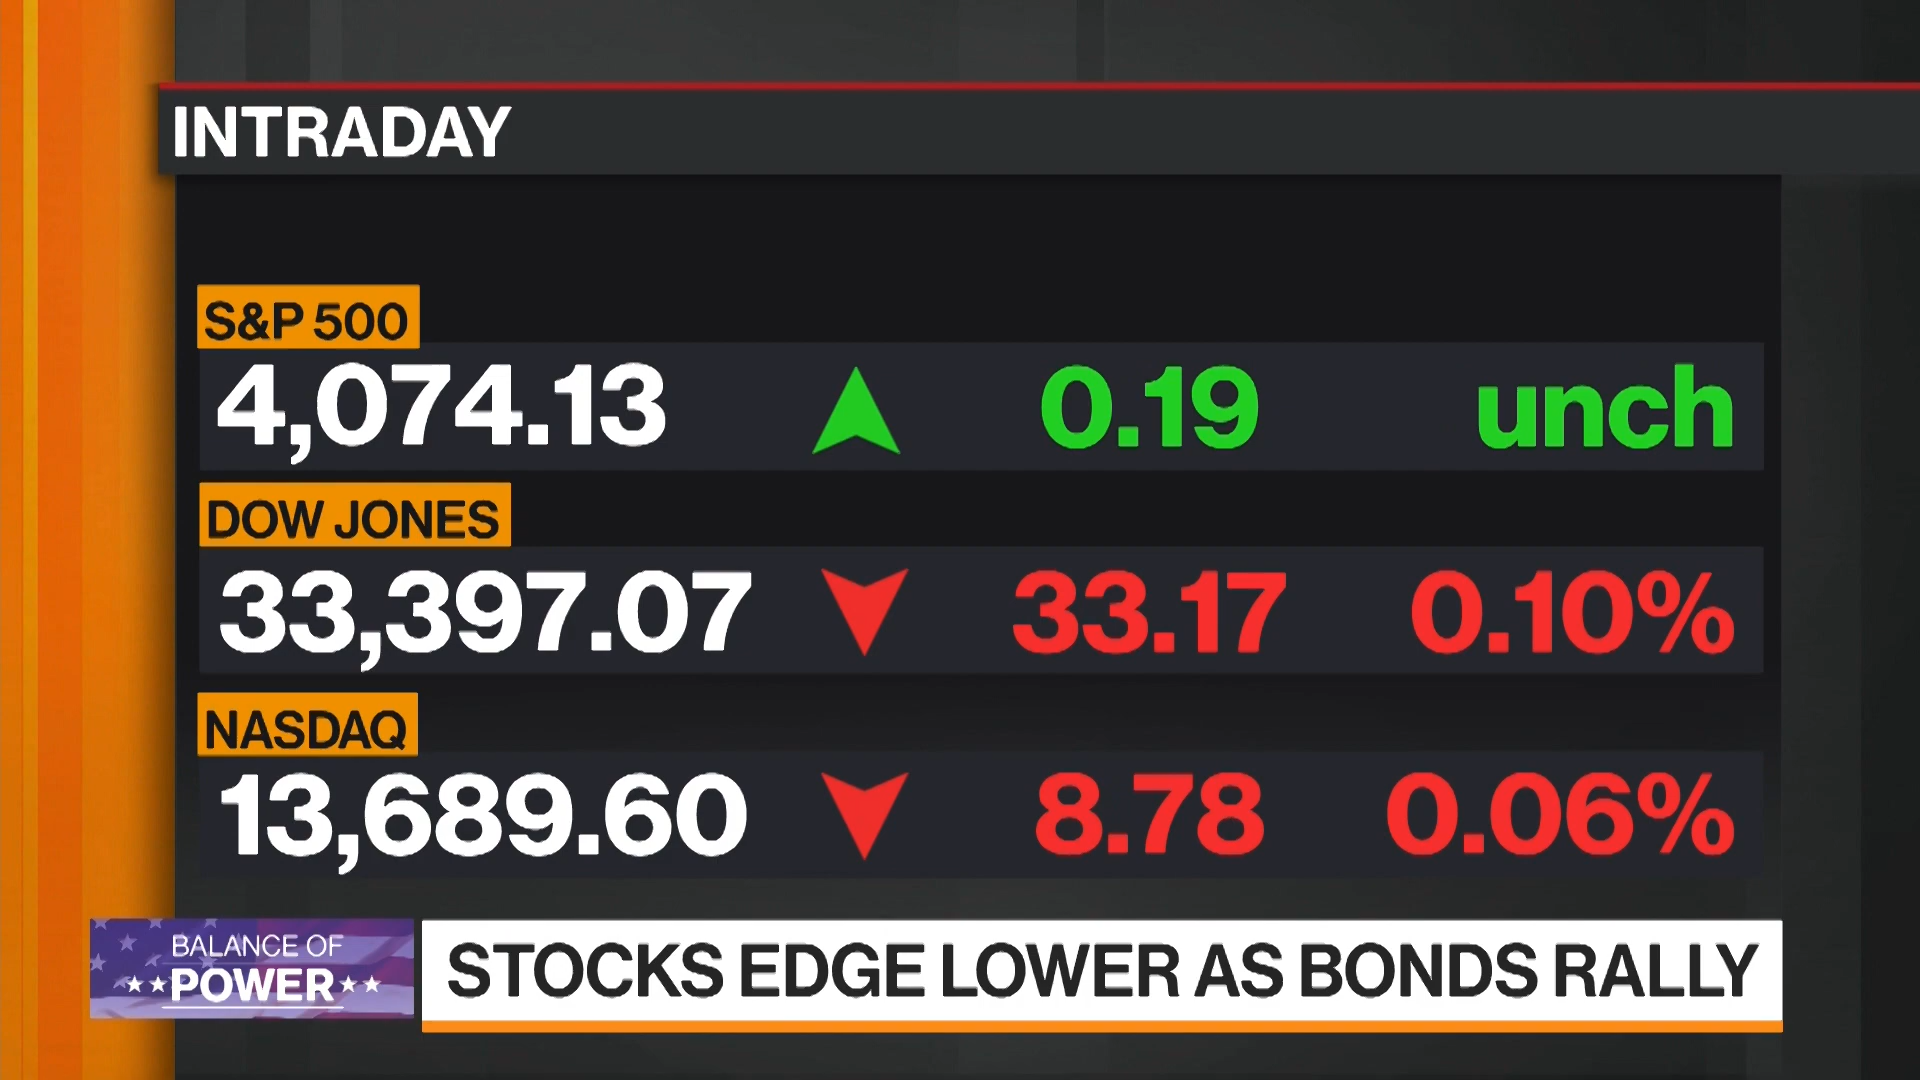 INTRADAY
S&P 500
4,074.13 ▲ 0.19 unch
DOW JONES
33,397.07 ▼ 33.17 0.10%
NASDAQ
13,689.60 ▼ 8.78 0.06%
BALANCE OF
★★POWER★★
STOCKS EDGE LOWER AS BONDS RALLY